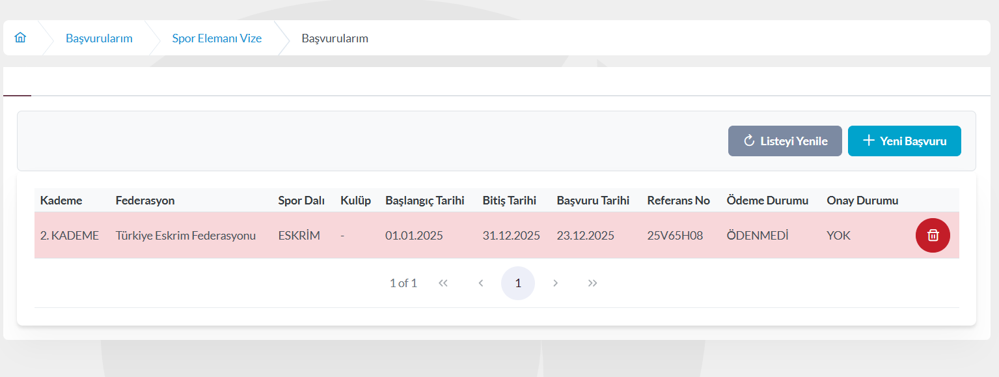 Başvurularım Spor Elemanı Vize Başvurularım
Listeyi Yenile Yeni Başvuru
Kademe Federasyon Spor Dalı Kulüp Başlangıç Tarihi Bitiş Tarihi Başvuru Tarihi Referans No Ödeme Durumu Onay Durumu
2. KADEME Türkiye Eskrim Federasyonu ESKRİM - 01.01.2025 31.12.2025 23.12.2025 25V65H08 ÖDENMEDİ YOK
1 of 1 « ‹ 1 › »